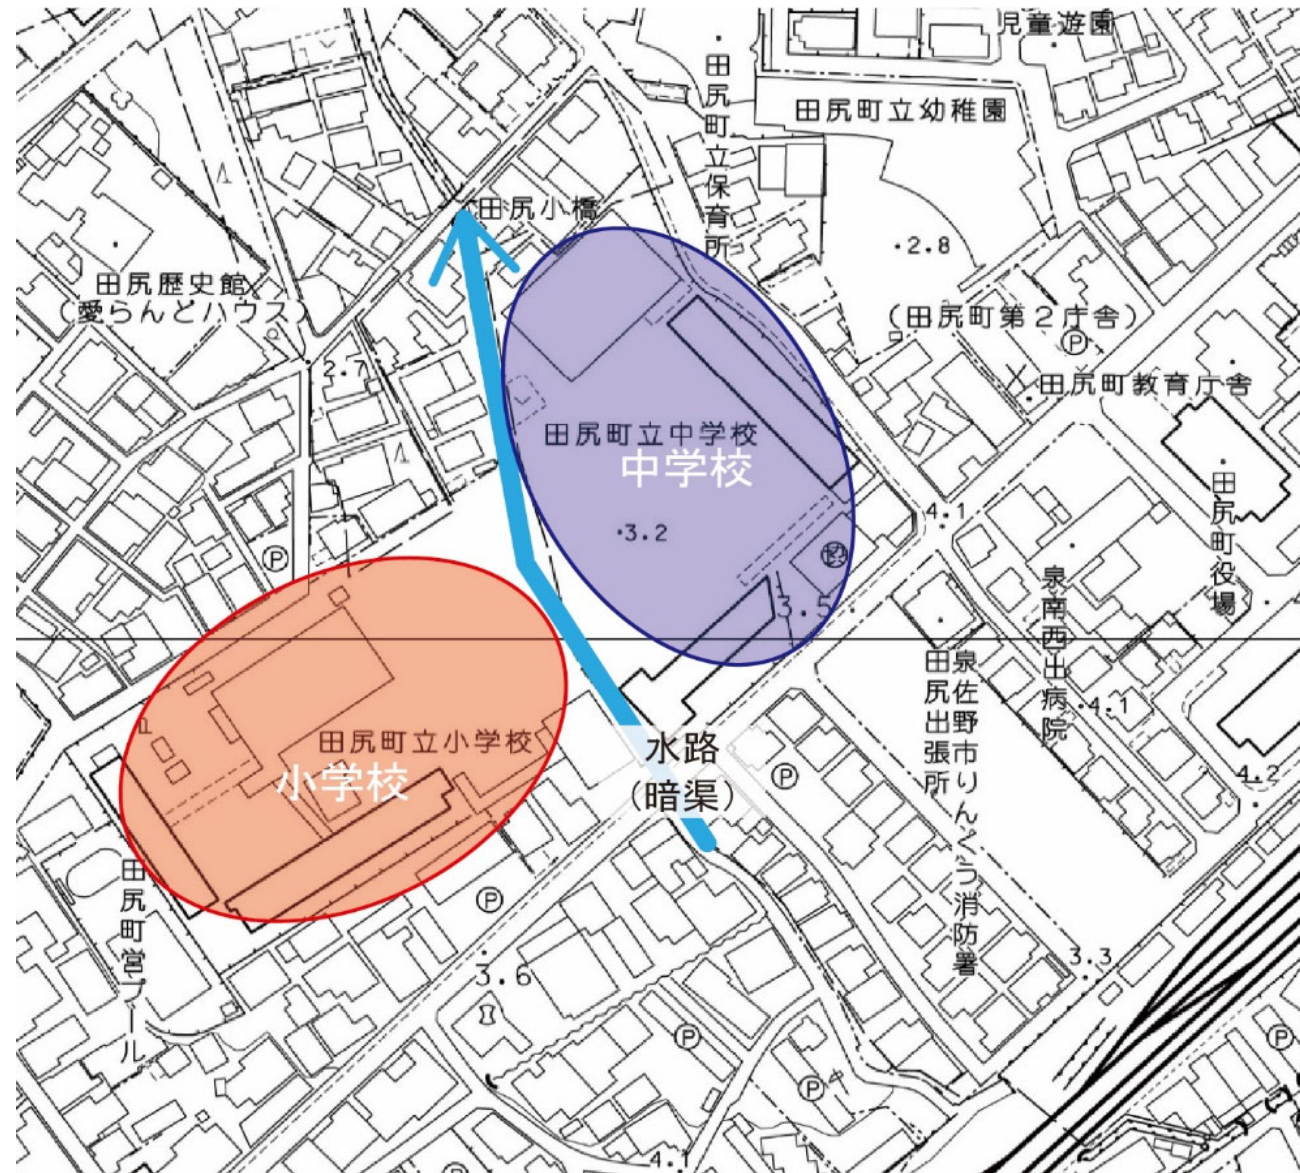 児童遊園
田尻町立保育所
田尻町立幼稚園
田尻小橋
・2.8
田尻歴史館
（愛らんどハウス）
（田尻町第2庁舎）
Ⓟ
2.7
田尻町教育庁舎
田尻町立中学校
中学校
田尻町役場
4.1
・3.2
Ⓟ
協
泉南西出病院
3.5
泉佐野市りんくう消防署
田尻出張所
・4.1
田尻町立小学校
小学校
水路
（暗渠）
Ⓟ
4.2
田尻町営プール
Ⓟ
3.6
3.3
Ⓟ
Ⓟ
Ⓟ
4.1